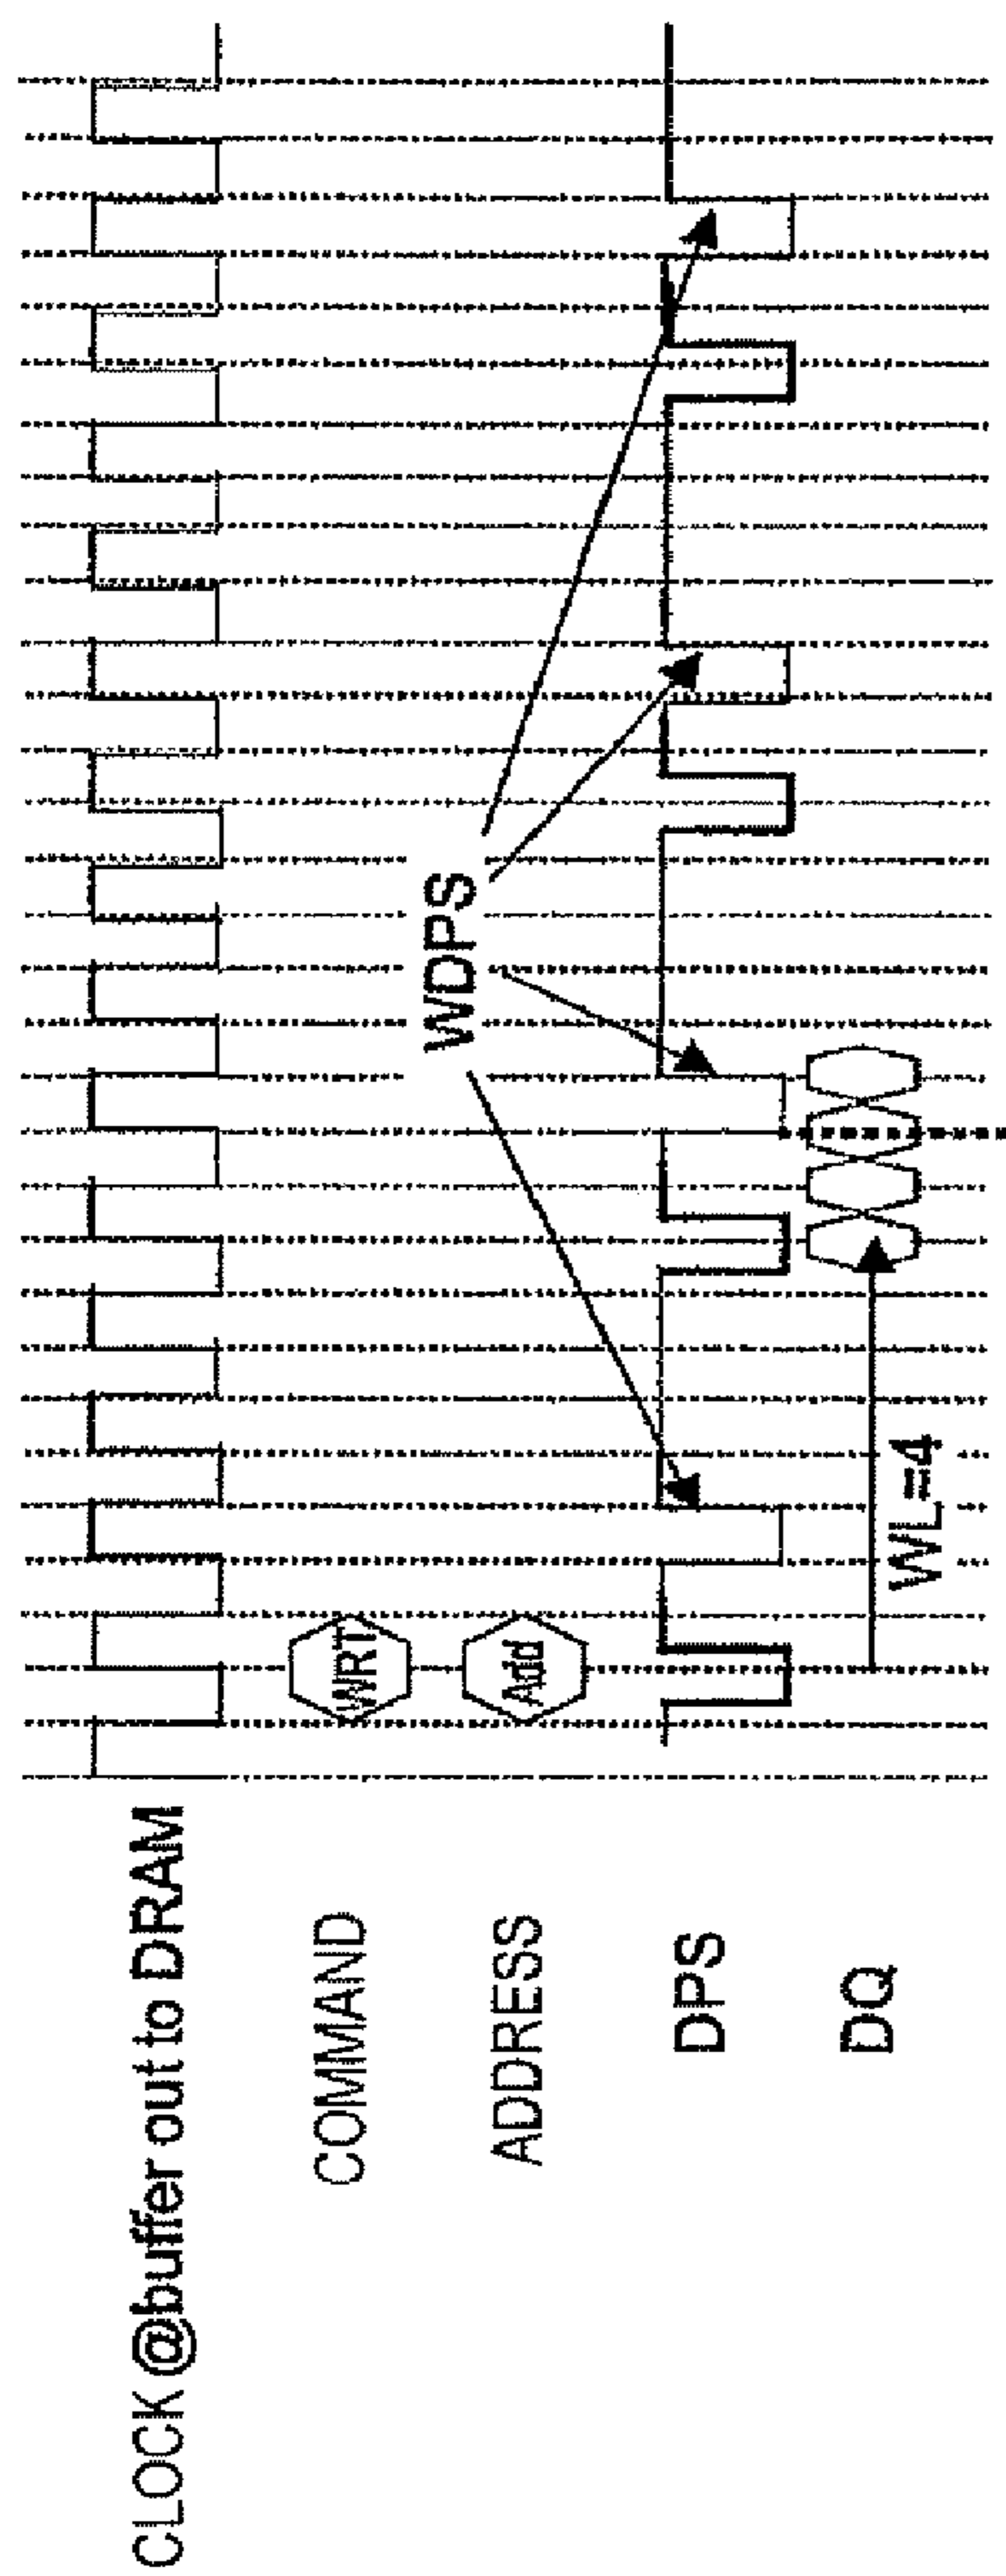 CLOCK @buffer out to DRAM
COMMAND
WRT
ADDRESS
Add
WDPS
DPS
DQ
WL=4